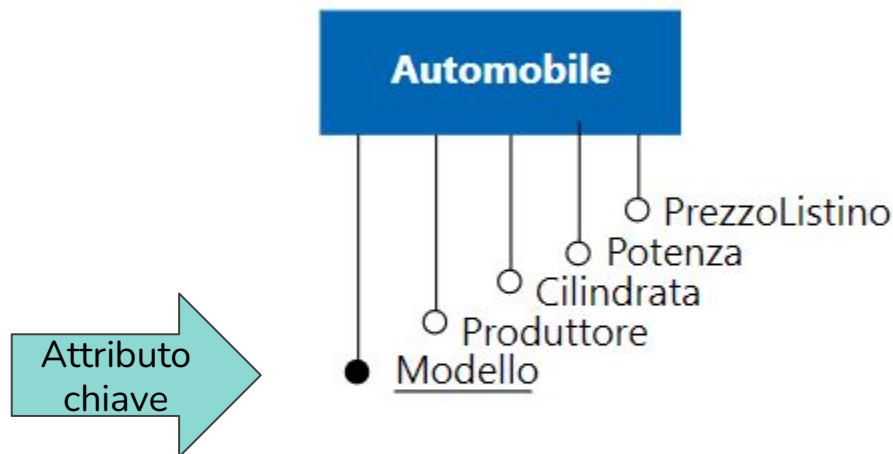 Automobile
PrezzoListino
Potenza
Cilindrata
Produttore
Modello
Attributo
chiave